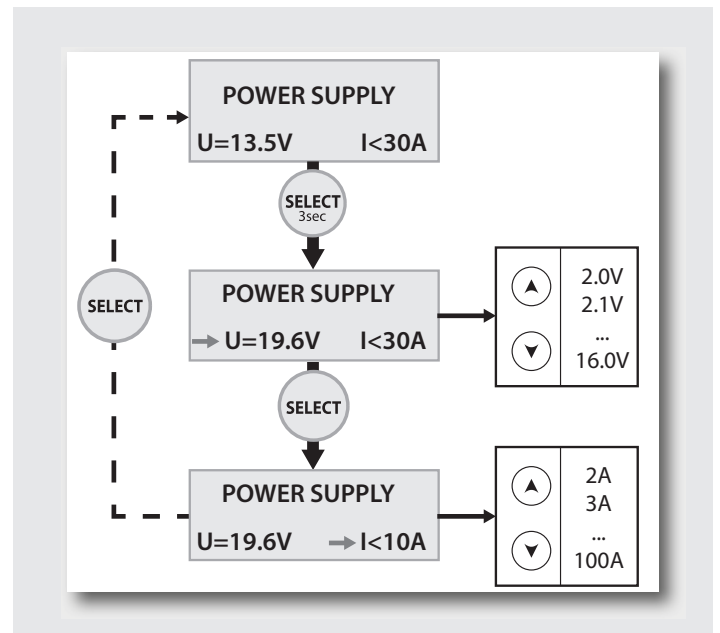 POWER SUPPLY
U=13.5V I<30A
SELECT
3sec
POWER SUPPLY
U=19.6V I<30A
2.0V
2.1V
...
16.0V
SELECT
SELECT
POWER SUPPLY
U=19.6V I<10A
2A
3A
...
100A